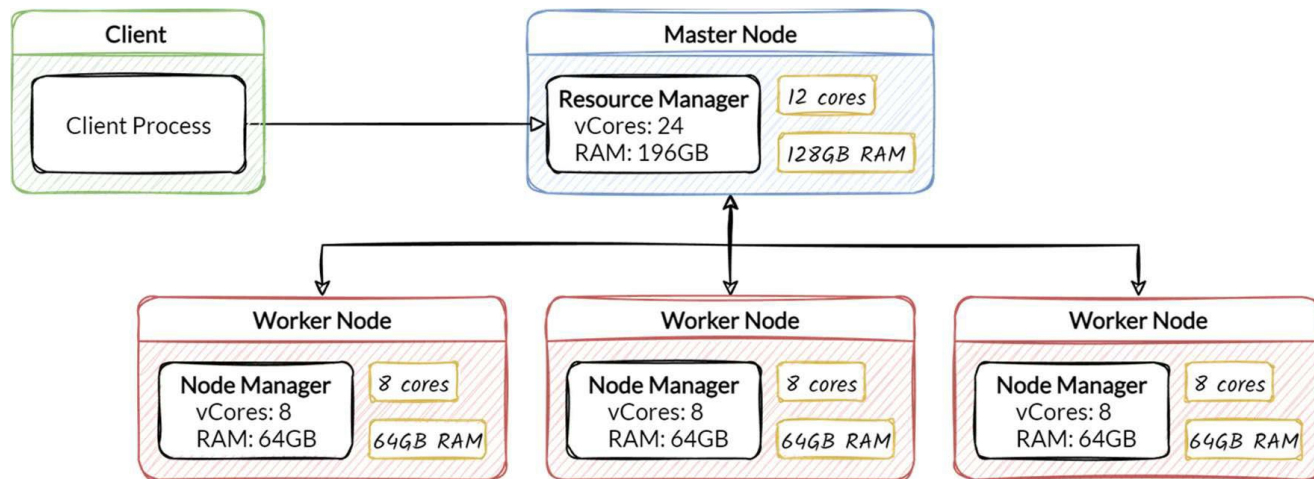 Client
Client Process
Master Node
Resource Manager
vCores: 24
RAM: 196GB
12 cores
128GB RAM
Worker Node
Node Manager
vCores: 8
RAM: 64GB
8 cores
64GB RAM
Worker Node
Node Manager
vCores: 8
RAM: 64GB
8 cores
64GB RAM
Worker Node
Node Manager
vCores: 8
RAM: 64GB
8 cores
64GB RAM